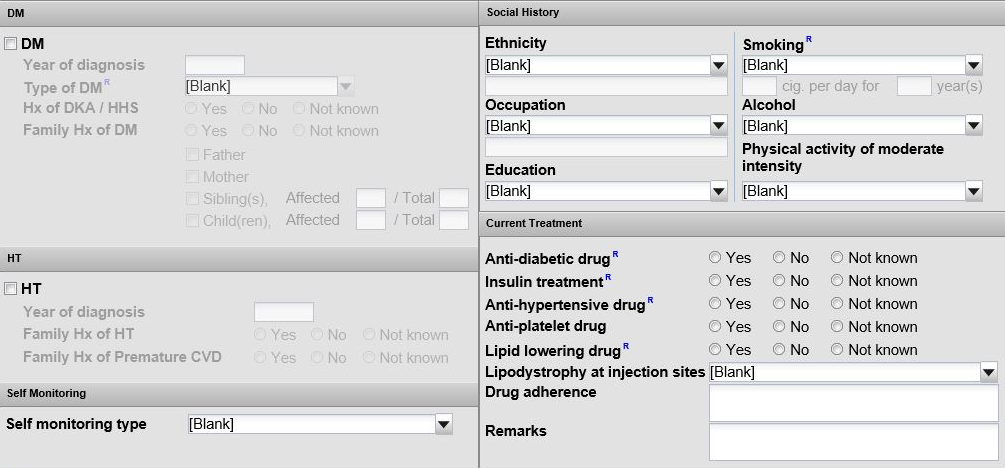 DM
DM
Year of diagnosis
Type of DM R [Blank]
Hx of DKA / HHS Yes No Not known
Family Hx of DM Yes No Not known
Father
Mother
Sibling(s), Affected / Total
Child(ren), Affected / Total
HT
HT
Year of diagnosis
Family Hx of HT Yes No Not known
Family Hx of Premature CVD Yes No Not known
Self Monitoring
Self monitoring type [Blank]
Social History
Ethnicity
[Blank]
Occupation
[Blank]
Education
[Blank]
Smoking R
[Blank]
cig. per day for year(s)
Alcohol
[Blank]
Physical activity of moderate
intensity
[Blank]
Current Treatment
Anti-diabetic drug R Yes No Not known
Insulin treatment R Yes No Not known
Anti-hypertensive drug R Yes No Not known
Anti-platelet drug Yes No Not known
Lipid lowering drug R Yes No Not known
Lipodystrophy at injection sites [Blank]
Drug adherence
Remarks